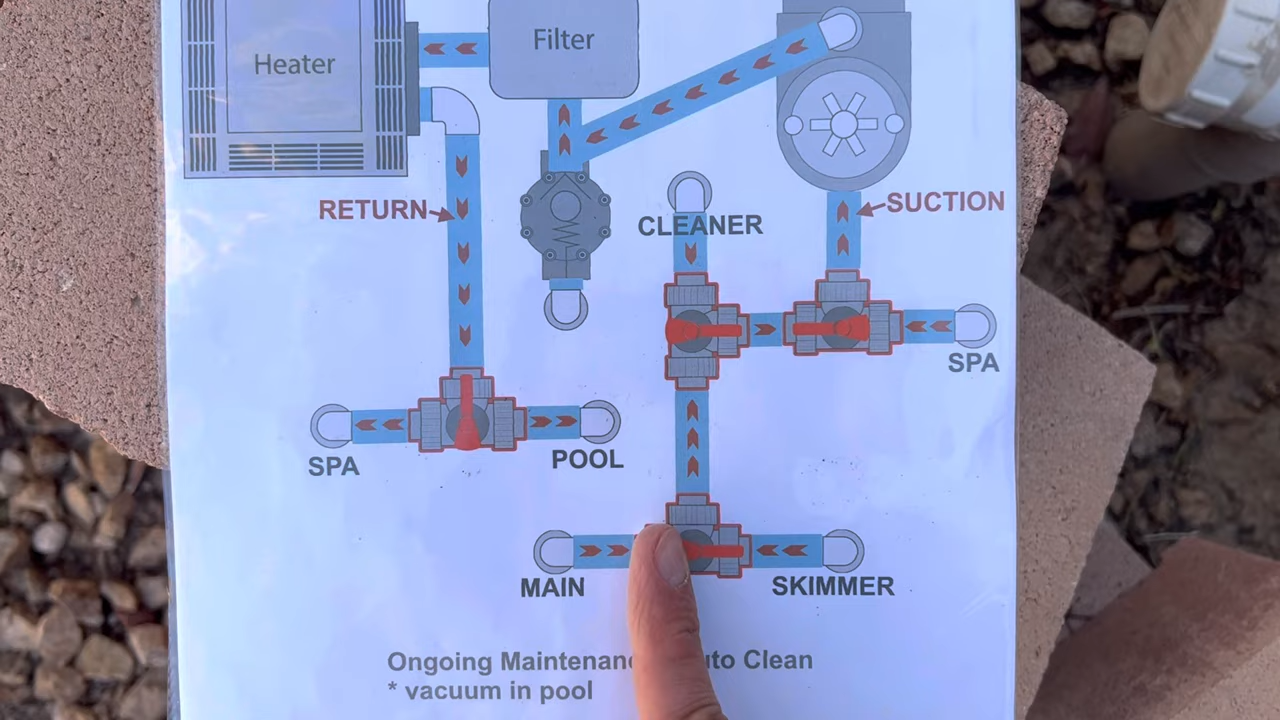 Heater
Filter
RETURN
CLEANER
SUCTION
SPA
SPA
POOL
MAIN
SKIMMER
Ongoing Maintenan uto Clean
* vacuum in pool